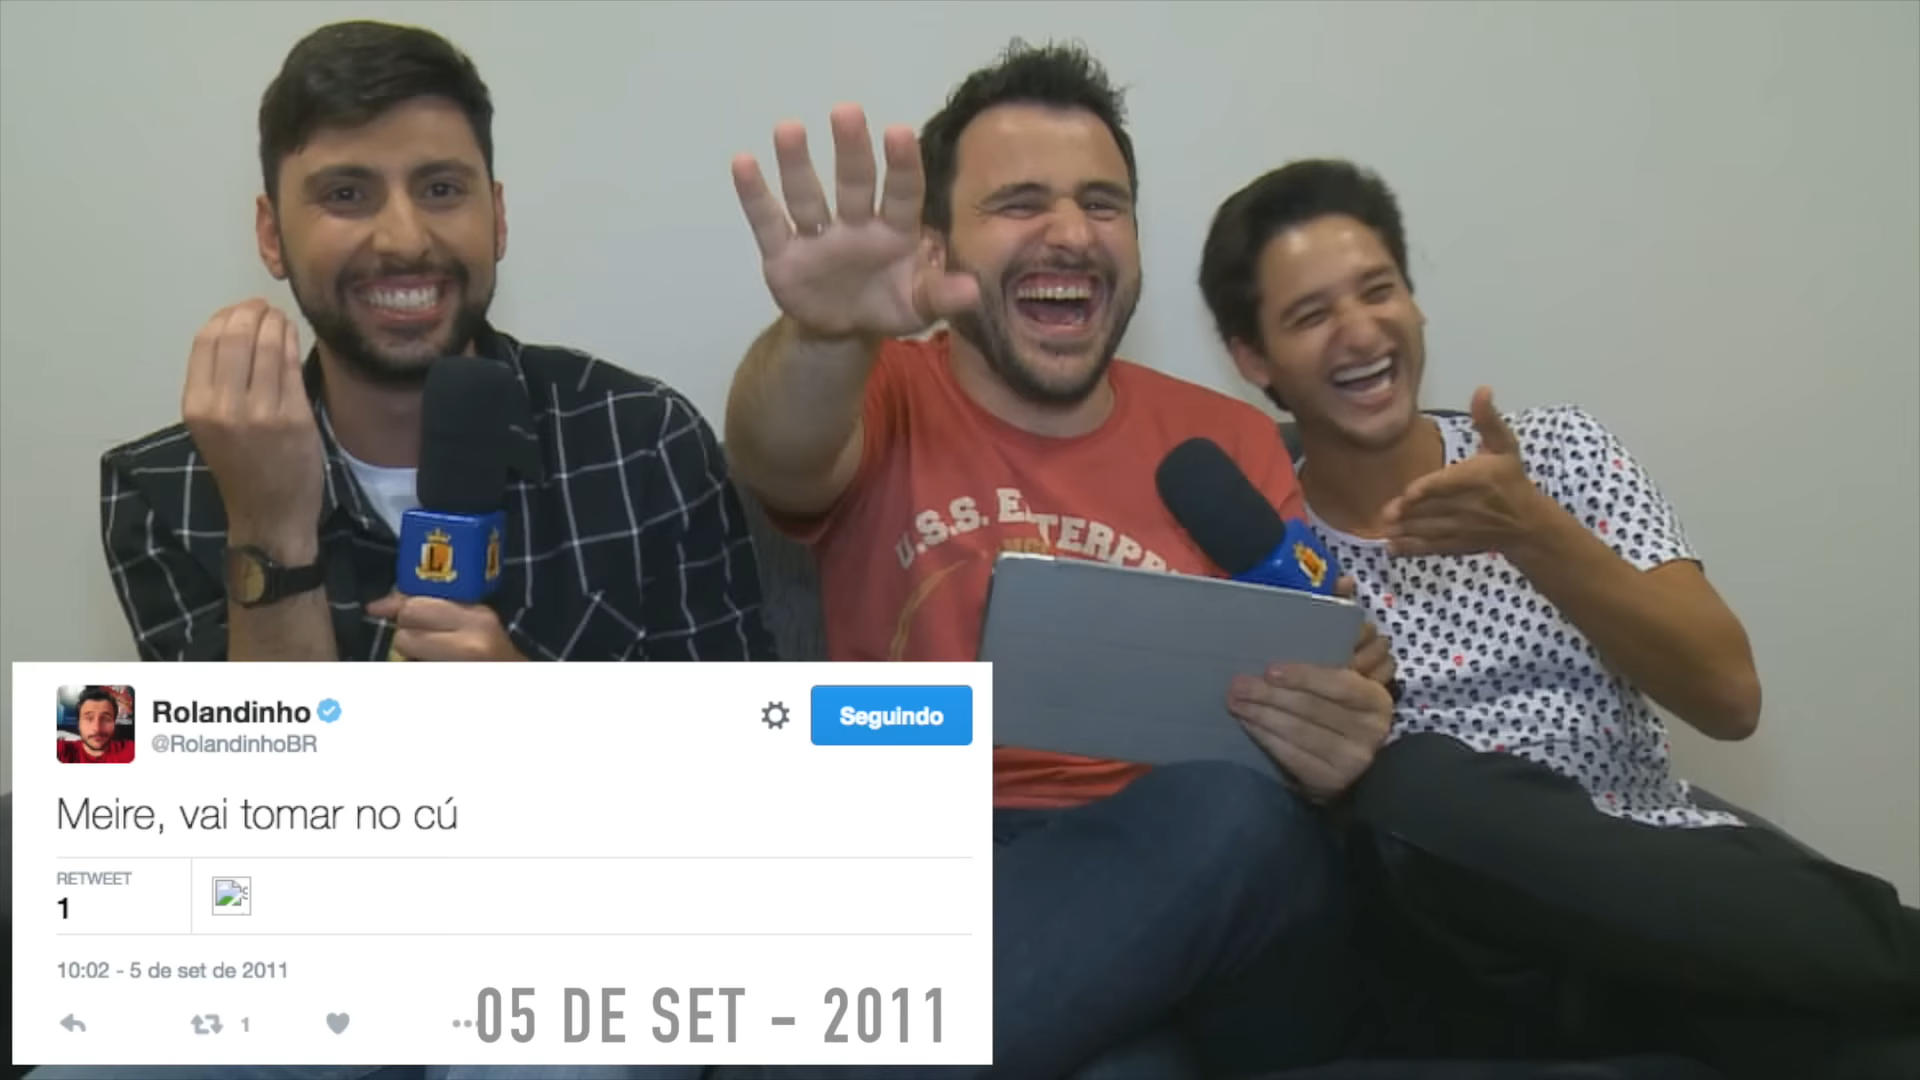 U.S.S. ENTERPR
L
Rolandinho
@RolandinhoBR
Seguindo
Meire, vai tomar no cú
RETWEET
1
10:02 - 5 de set de 2011
1
05 DE SET - 2011